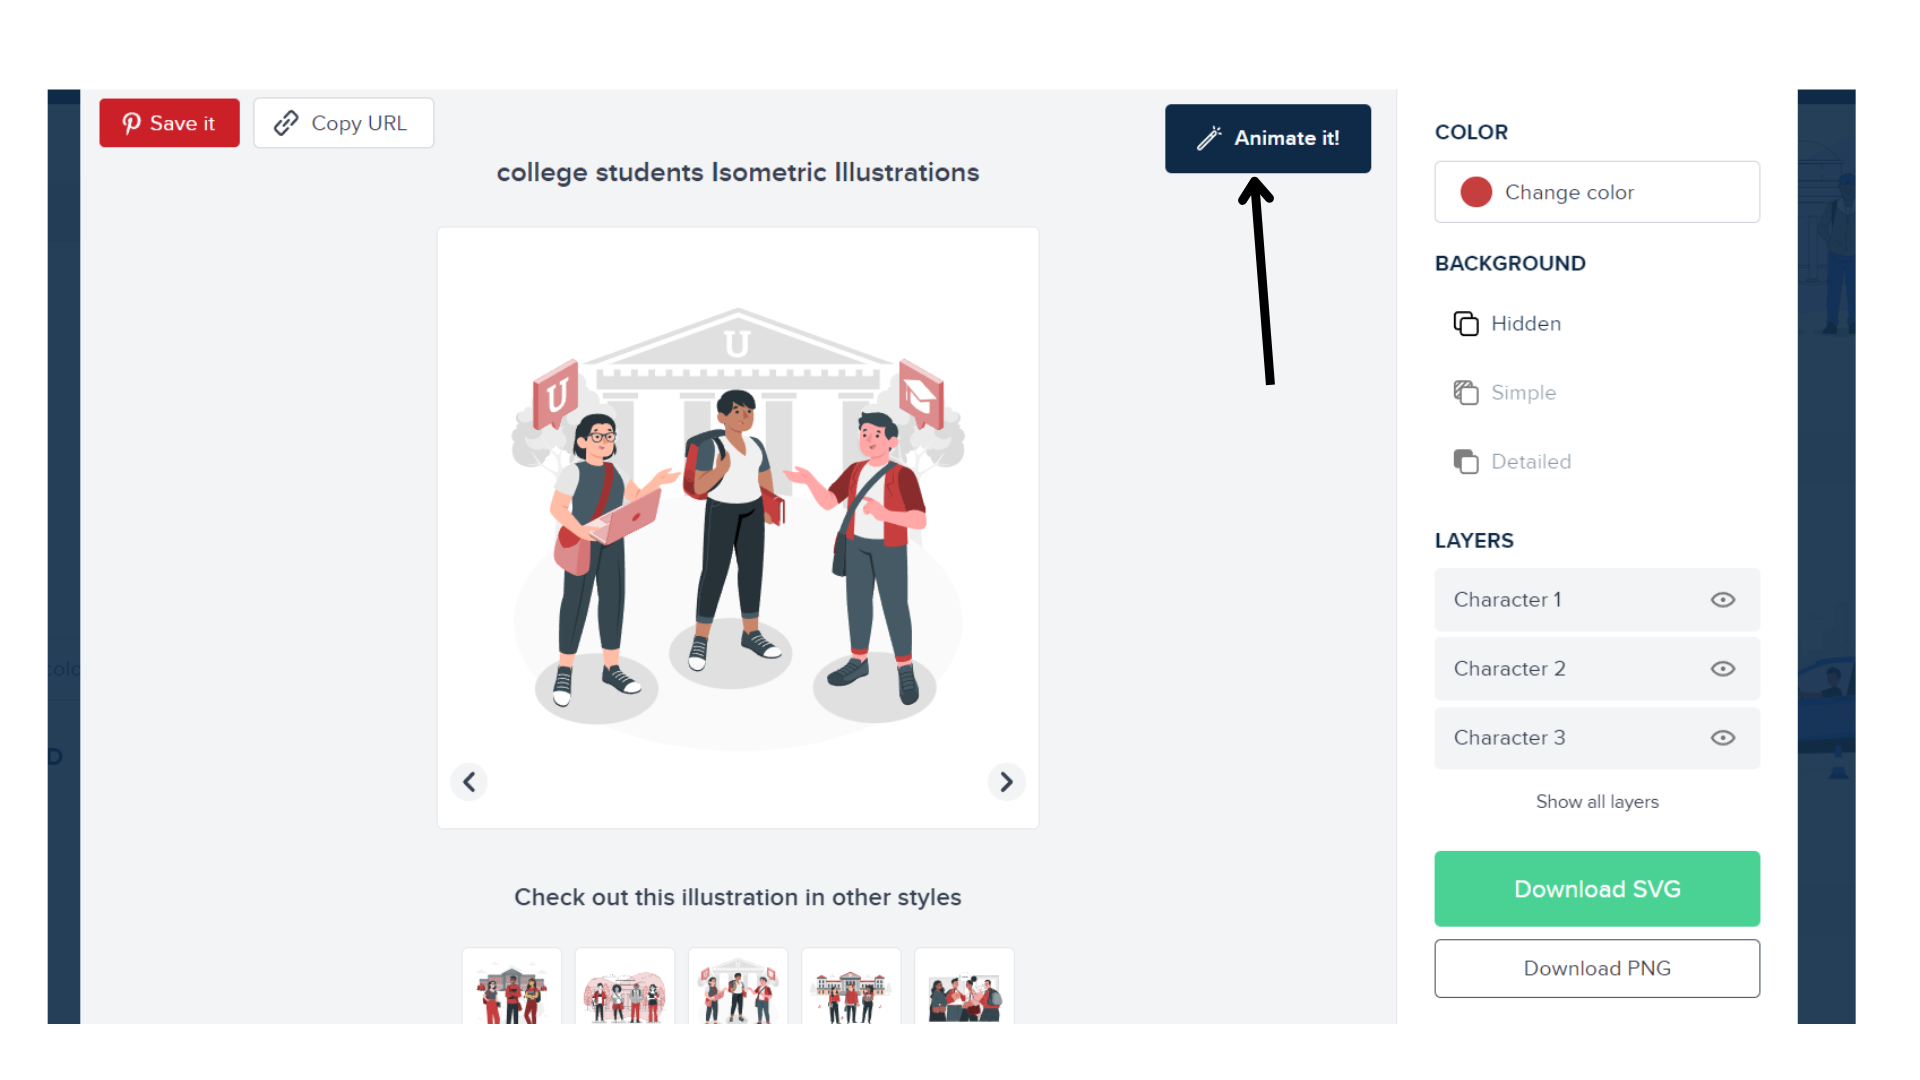 Save it
Copy URL
Animate it!
college students Isometric Illustrations
U
U
COLOR
Change color
BACKGROUND
Hidden
Simple
Detailed
LAYERS
Character 1
Character 2
Character 3
Show all layers
Download SVG
Download PNG
Check out this illustration in other styles